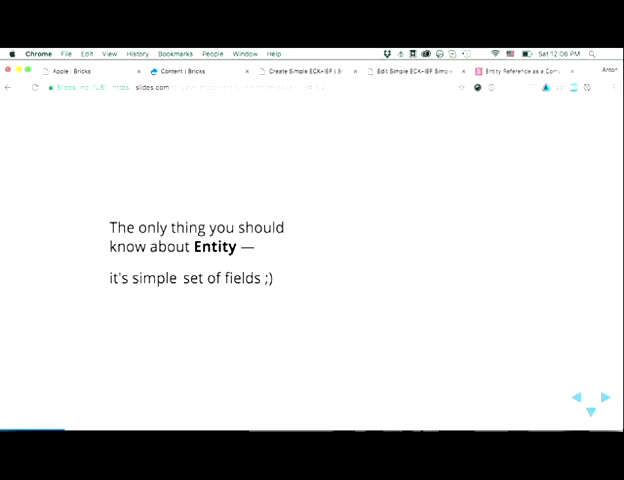 Chrome File Edit View History Bookmarks People Window Help Sat 12:06 PM
Apple | Bricks
Content | Bricks
Create Simple ECK+IEF |
Edit Simple ECK+IEF Simp
Entity Reference as a Com
Anton
slides.com
The only thing you should
know about Entity —
it's simple set of fields ;)